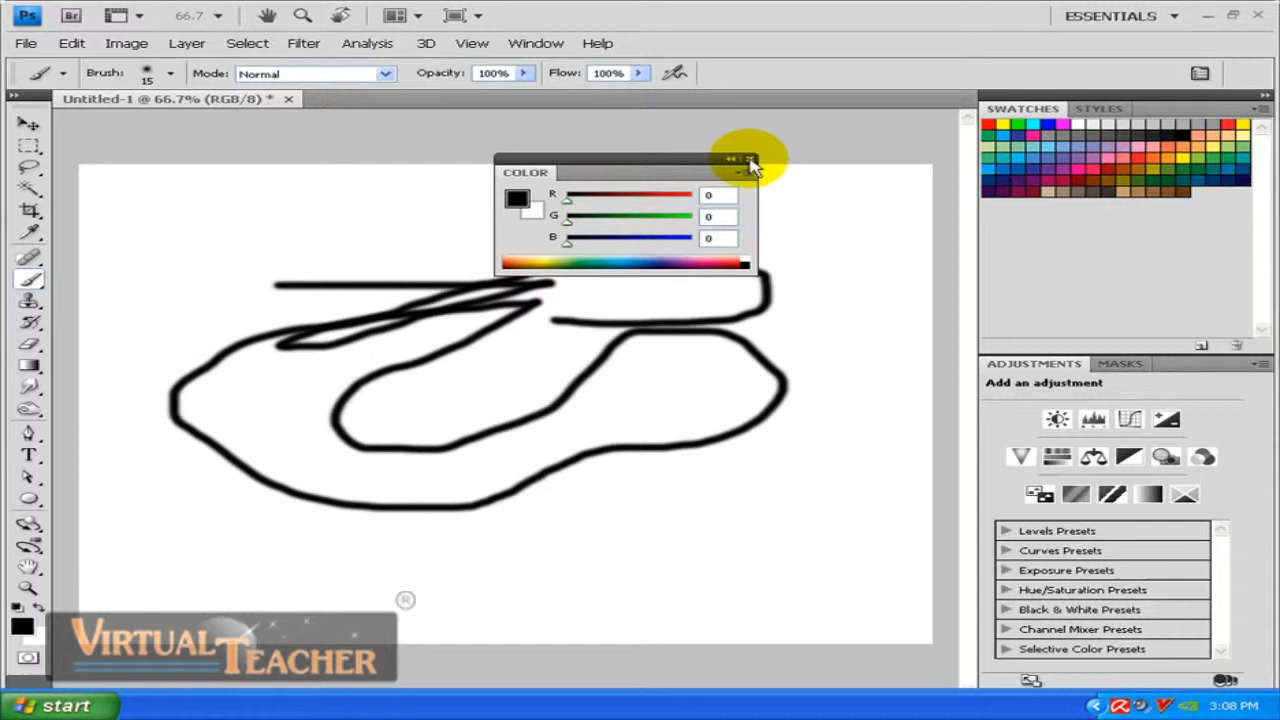 Ps Br 66.7 ESSENTIALS
File Edit Image Layer Select Filter Analysis 3D View Window Help
Brush: 15 Mode: Normal Opacity: 100% Flow: 100%
Untitled-1 @ 66.7% (RGB/8) *
SWATCHES STYLES
COLOR
R 0
G 0
B 0
ADJUSTMENTS MASKS
Add an adjustment
Levels Presets
Curves Presets
Exposure Presets
Hue/Saturation Presets
Black & White Presets
Channel Mixer Presets
Selective Color Presets
®
VIRTUAL
TEACHER
start 3:08 PM